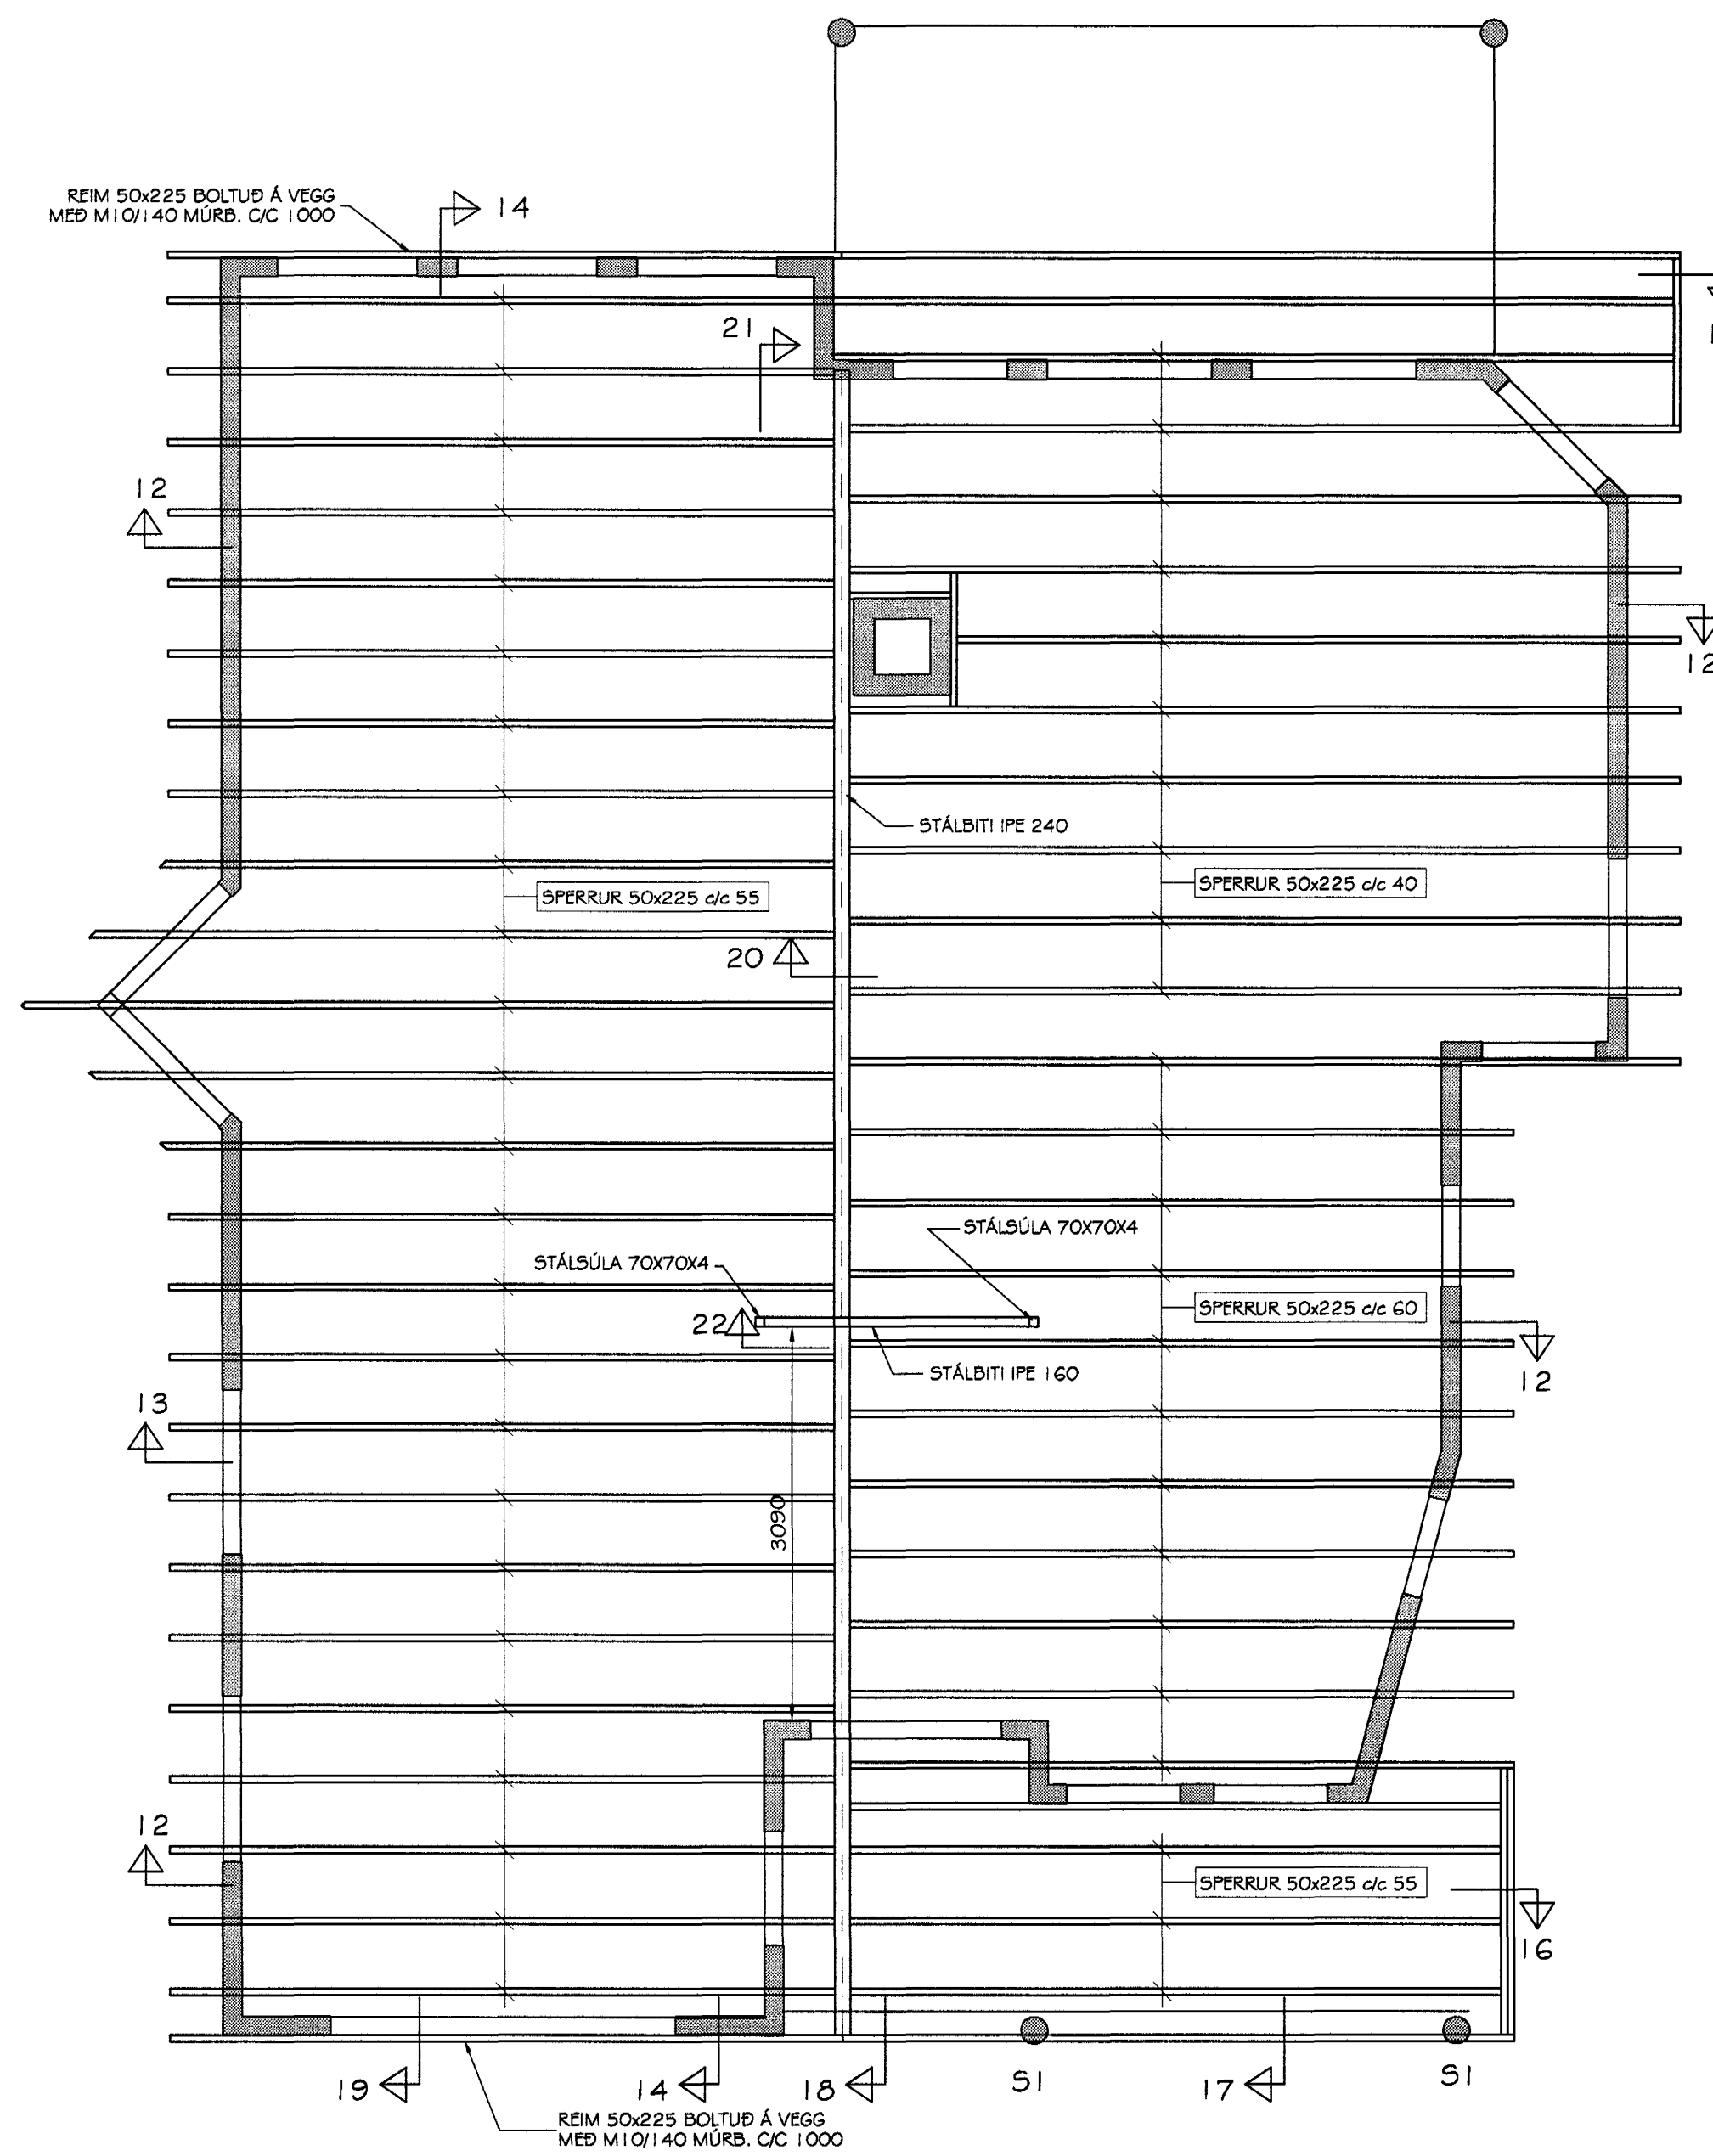 REIM 50x225 BOLTUÐ Á VEGG
MEÐ M10/140 MÚRB. C/C 1000
14
21
12
12
STÁLBITI IPE 240
SPERRUR 50x225 c/c 55
SPERRUR 50x225 c/c 40
20
STÁLSÚLA 70X70X4
STÁLSÚLA 70X70X4
22
SPERRUR 50x225 c/c 60
STÁLBITI IPE 160
12
13
3090
12
SPERRUR 50x225 c/c 55
16
19
14
18
S1
17
S1
REIM 50x225 BOLTUÐ Á VEGG
MEÐ M10/140 MÚRB. C/C 1000